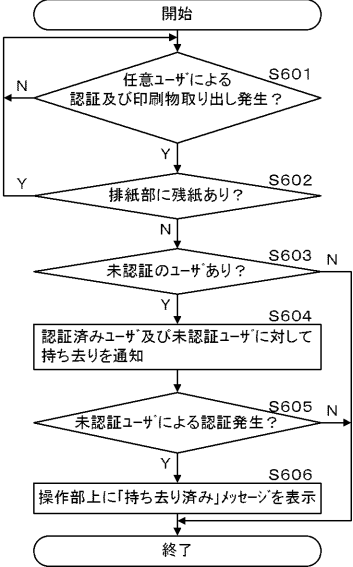 開始
S601
任意ユーザによる
認証及び印刷物取り出し発生？
N
Y
S602
排紙部に残紙あり？
Y
N
S603
未認証のユーザあり？
N
Y
S604
認証済みユーザ及び未認証ユーザに対して
持ち去りを通知
S605
未認証ユーザによる認証発生？
N
Y
S606
操作部上に「持ち去り済み」メッセージを表示
終了